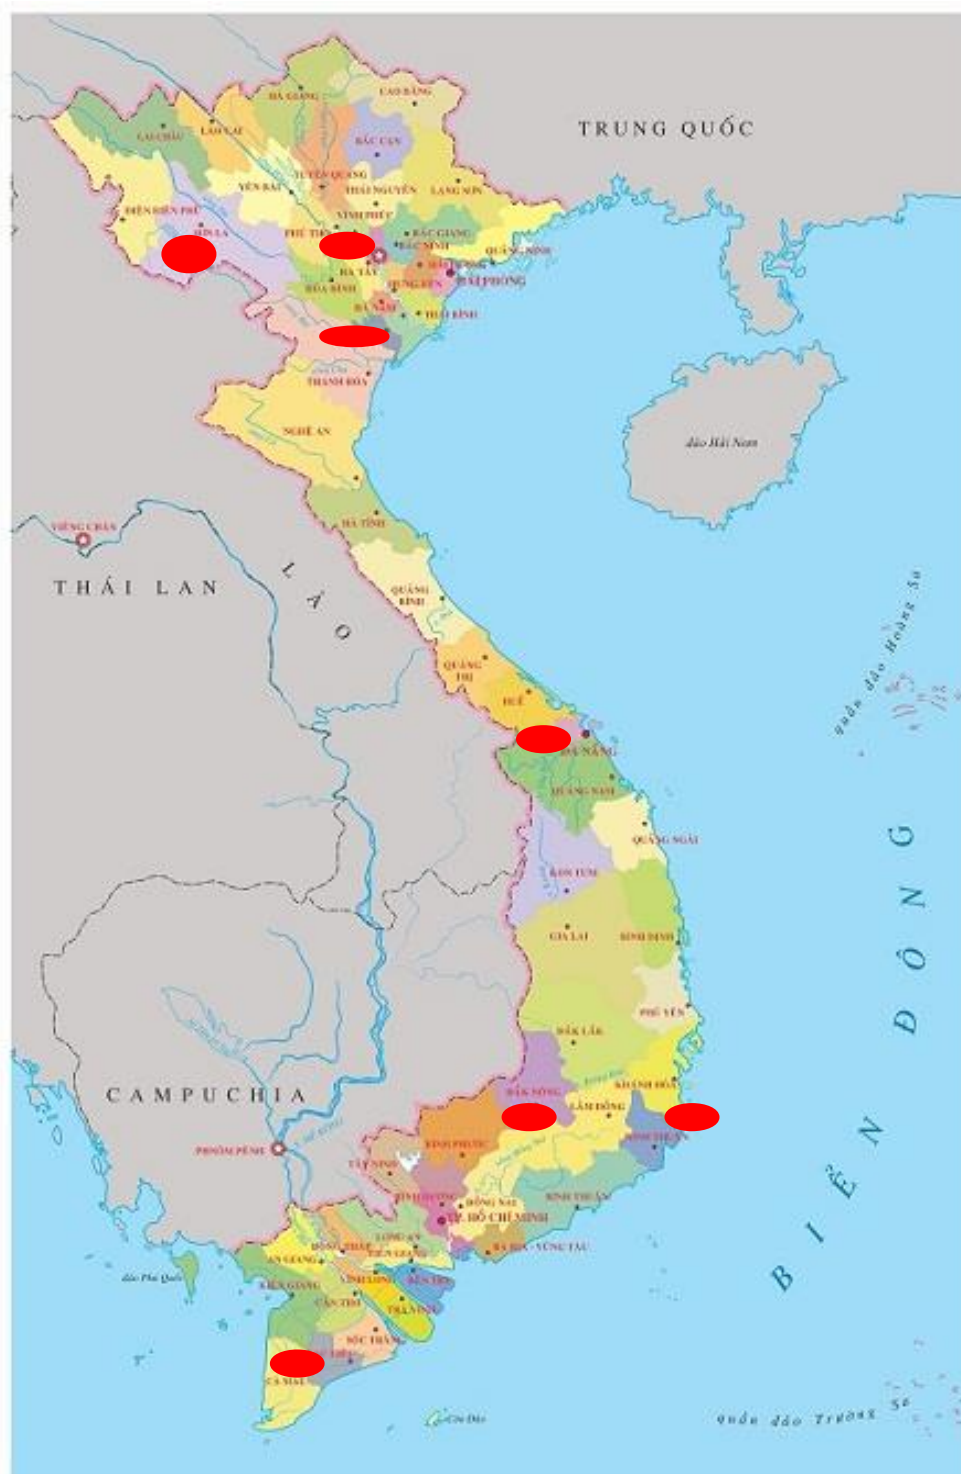 HÀ GIANG
CAO BẰNG
TRUNG QUỐC
LAI CHÂU
LAO CAI
BẮC CẠN
TUYÊN QUANG
YÊN BÁI
THÁI NGUYÊN
LẠNG SƠN
ĐIỆN BIÊN PHỦ
VĨNH PHÚC
BẮC GIANG
BẮC NINH
QUẢNG NINH
HÀ TÂY
HẢI PHÒNG
HÒA BÌNH
HƯNG YÊN
HÀ NAM
THÁI BÌNH
THANH HÓA
NGHỆ AN
đảo Hải Nam
HÀ TĨNH
VIÊNG CHĂN
THÁI LAN
LÀO
QUẢNG
BÌNH
quần đảo Hoàng Sa
QUẢNG
TRỊ
HUẾ
ĐÀ NẴNG
QUẢNG NAM
QUẢNG NGÃI
KON TUM
GIA LAI
BÌNH ĐỊNH
BIỂN ĐÔNG
PHÚ YÊN
ĐẮK LẮK
CAMPUCHIA
ĐẮK NÔNG
KHÁNH HÒA
LÂM ĐỒNG
NINH THUẬN
BÌNH PHƯỚC
PHNÔM PÊNH
TÂY NINH
BÌNH DƯƠNG
ĐỒNG NAI
BÌNH THUẬN
TP. HỒ CHÍ MINH
LONG AN
ĐỒNG THÁP
TIỀN GIANG
BÀ RỊA - VŨNG TÀU
AN GIANG
đảo Phú Quốc
KIÊN GIANG
VĨNH LONG
BẾN TRE
CẦN THƠ
TRÀ VINH
SÓC TRĂNG
CÀ MAU
Côn Đảo
quần đảo Trường Sa